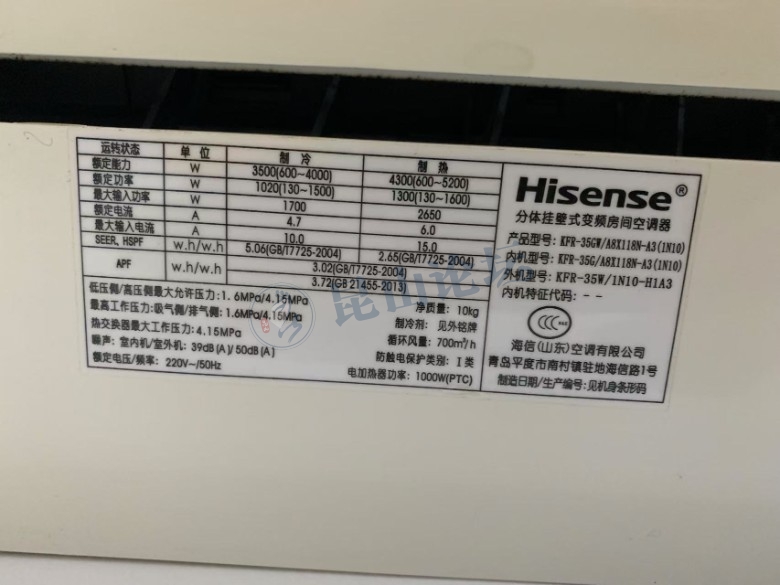 运转状态 单 位 制 冷 制 热
额定能力 W 3500(600~4000) 4300(600~5200)
额定功率 W 1020(130~1500) 1300(130~1600)
最大输入功率 W 1700 2650
额定电流 A 4.7 6.0
最大输入电流 A 10.0 15.0
SEER, HSPF w.h/w.h 5.06(GB/T7725-2004) 2.65(GB/T7725-2004)
APF w.h/w.h 3.02(GB/T7725-2004)
3.72(GB 21455-2013)
低压侧/高压侧最大允许压力: 1.6MPa/4.15MPa
最高工作压力:吸气侧/排气侧:1.6MPa/4.15MPa
热交换器最大工作压力: 4.15MPa
噪声: 室内机/室外机: 39dB(A)/50dB(A)
额定电压/频率: 220V~/50Hz
净质量: 10kg
制冷剂: 见外铭牌
循环风量: 700m³/h
防触电保护类别: I类
电加热器功率: 1000W(PTC)
Hisense®
分体挂壁式变频房间空调器
产品型号: KFR-35GW/A8X118N-A3(1N10)
内机型号: KFR-35G/A8X118N-A3(1N10)
外机型号: KFR-35W/1N10-H1A3
内机特征代码: - -
CCC
海信(山东)空调有限公司
青岛平度市南村镇驻地海信路1号
制造日期/生产编号:见机身条形码
昆山论坛